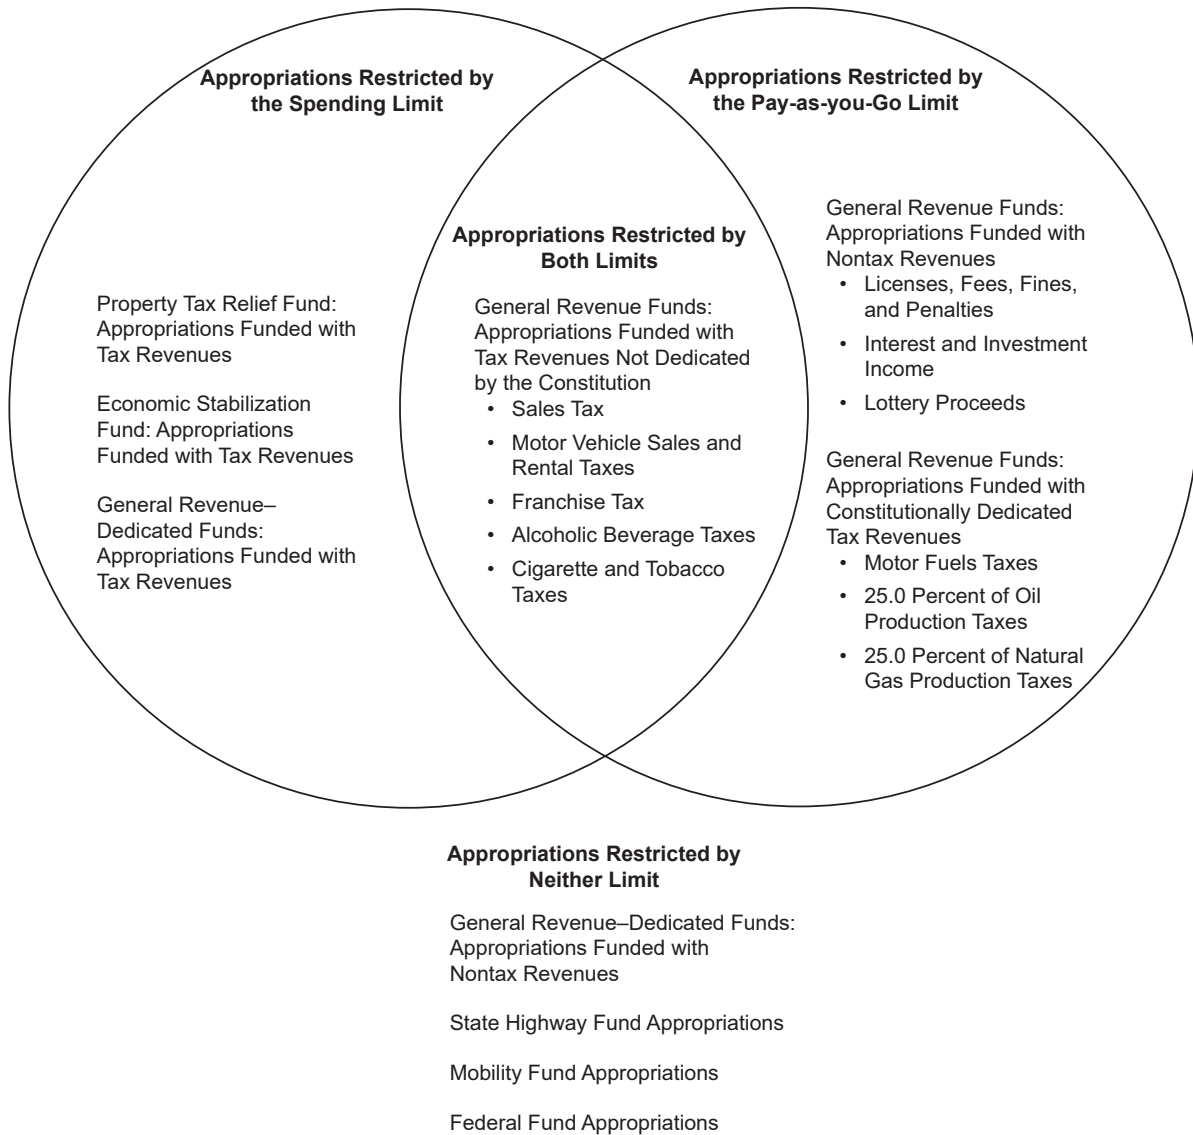 Appropriations Restricted by
the Spending Limit
Property Tax Relief Fund:
Appropriations Funded with
Tax Revenues
Economic Stabilization
Fund: Appropriations
Funded with Tax Revenues
General Revenue–
Dedicated Funds:
Appropriations Funded with
Tax Revenues
Appropriations Restricted by
Both Limits
General Revenue Funds:
Appropriations Funded with
Tax Revenues Not Dedicated
by the Constitution
• Sales Tax
• Motor Vehicle Sales and
Rental Taxes
• Franchise Tax
• Alcoholic Beverage Taxes
• Cigarette and Tobacco
Taxes
Appropriations Restricted by
the Pay-as-you-Go Limit
General Revenue Funds:
Appropriations Funded with
Nontax Revenues
• Licenses, Fees, Fines,
and Penalties
• Interest and Investment
Income
• Lottery Proceeds
General Revenue Funds:
Appropriations Funded with
Constitutionally Dedicated
Tax Revenues
• Motor Fuels Taxes
• 25.0 Percent of Oil
Production Taxes
• 25.0 Percent of Natural
Gas Production Taxes
Appropriations Restricted by
Neither Limit
General Revenue–Dedicated Funds:
Appropriations Funded with
Nontax Revenues
State Highway Fund Appropriations
Mobility Fund Appropriations
Federal Fund Appropriations